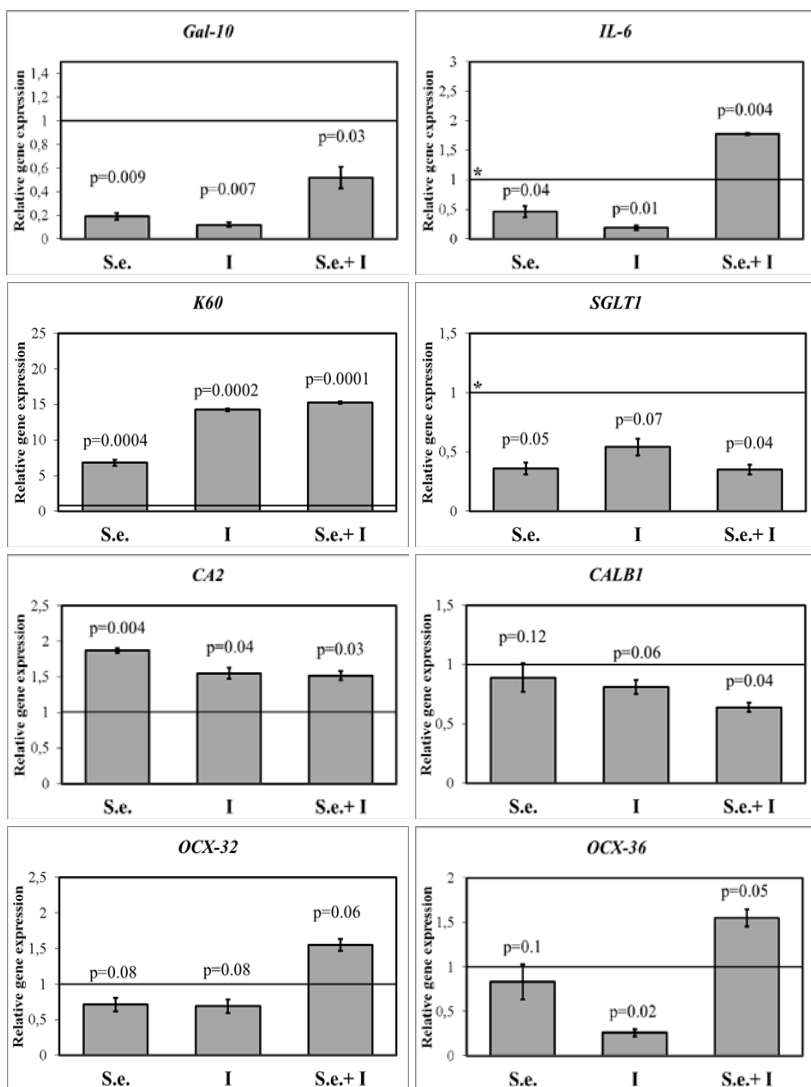 Gal-10
Relative gene expression
1,4
1,2
1
0,8
0,6
0,4
0,2
0
p=0.009
p=0.007
p=0.03
S.e. I S.e.+ I
IL-6
Relative gene expression
3
2,5
2
1,5
1
0,5
0
*
p=0.04
p=0.01
p=0.004
S.e. I S.e.+ I
K60
Relative gene expression
25
20
15
10
5
0
p=0.0004
p=0.0002
p=0.0001
S.e. I S.e.+ I
SGLT1
Relative gene expression
1,5
1
0,5
0
*
p=0.05
p=0.07
p=0.04
S.e. I S.e.+ I
CA2
Relative gene expression
2,5
2
1,5
1
0,5
0
p=0.004
p=0.04
p=0.03
S.e. I S.e.+ I
CALB1
Relative gene expression
1,5
1
0,5
0
p=0.12
p=0.06
p=0.04
S.e. I S.e.+ I
OCX-32
Relative gene expression
2,5
2
1,5
1
0,5
0
p=0.08
p=0.08
p=0.06
S.e. I S.e.+ I
OCX-36
Relative gene expression
2
1,5
1
0,5
0
p=0.1
p=0.02
p=0.05
S.e. I S.e.+ I